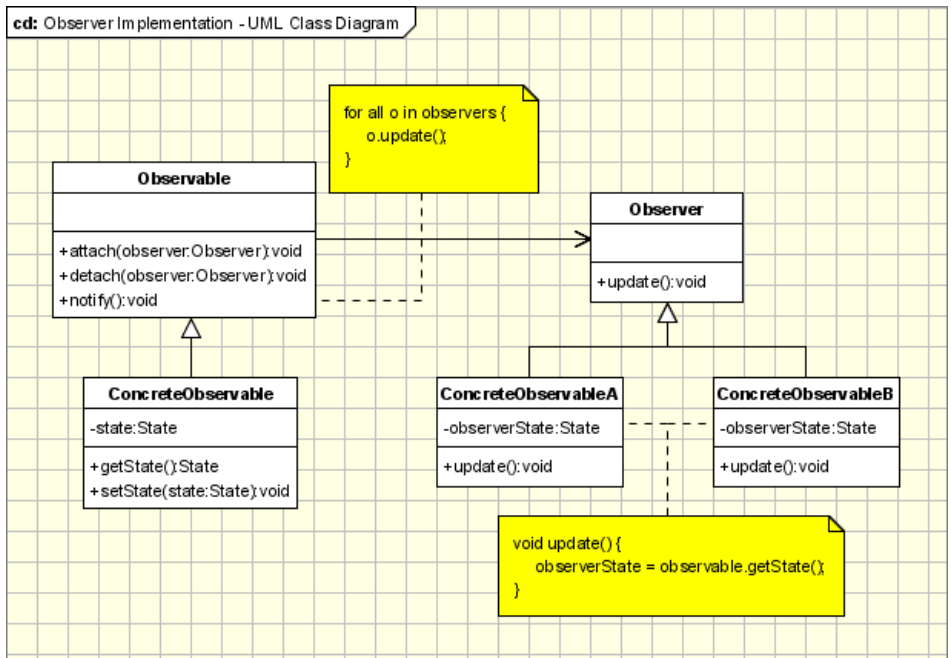 cd: Observer Implementation - UML Class Diagram
for all o in observers {
o.update();
}
Observable
+attach(observer:Observer):void
+detach(observer:Observer):void
+notify():void
Observer
+update():void
ConcreteObservable
-state:State
+getState():State
+setState(state:State):void
ConcreteObservableA
-observerState:State
+update():void
ConcreteObservableB
-observerState:State
+update():void
void update() {
observerState = observable.getState();
}